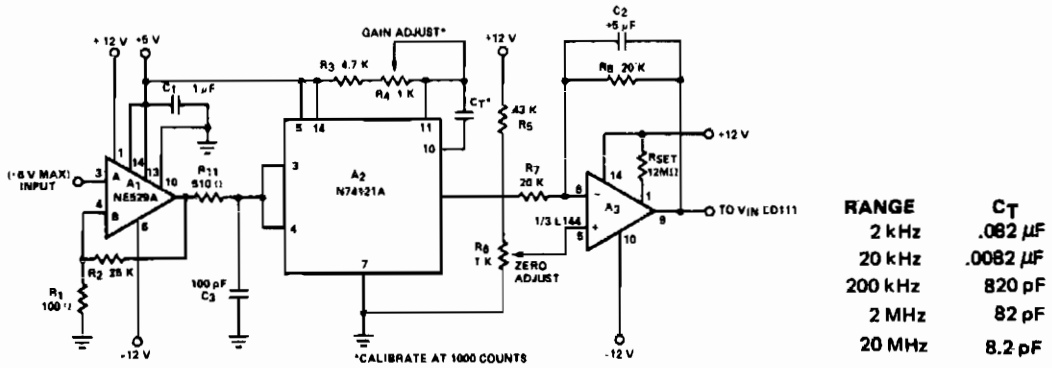 +12 V
+5 V
C1
1 µF
1
14
13
10
(+6 V MAX)
INPUT
3
A
A1
NE529A
4
B
6
R2 25 K
R1
100 Ω
-12 V
R11
510 Ω
100 pF
C3
GAIN ADJUST*
R3 4.7 K
R4 1 K
CT*
5
14
11
10
3
4
A2
N74121A
7
*CALIBRATE AT 1000 COUNTS
+12 V
R5
R6
1 K
ZERO
ADJUST
R7
20 K
C2
+5 µF
R8 20 K
+12 V
RSET
12MΩ
14
1
6
−
A3
1/3 L144
5
+
9
10
-12 V
TO VIN LD111
RANGE CT
2 kHz .082 µF
20 kHz .0082 µF
200 kHz 820 pF
2 MHz 82 pF
20 MHz 8.2 pF